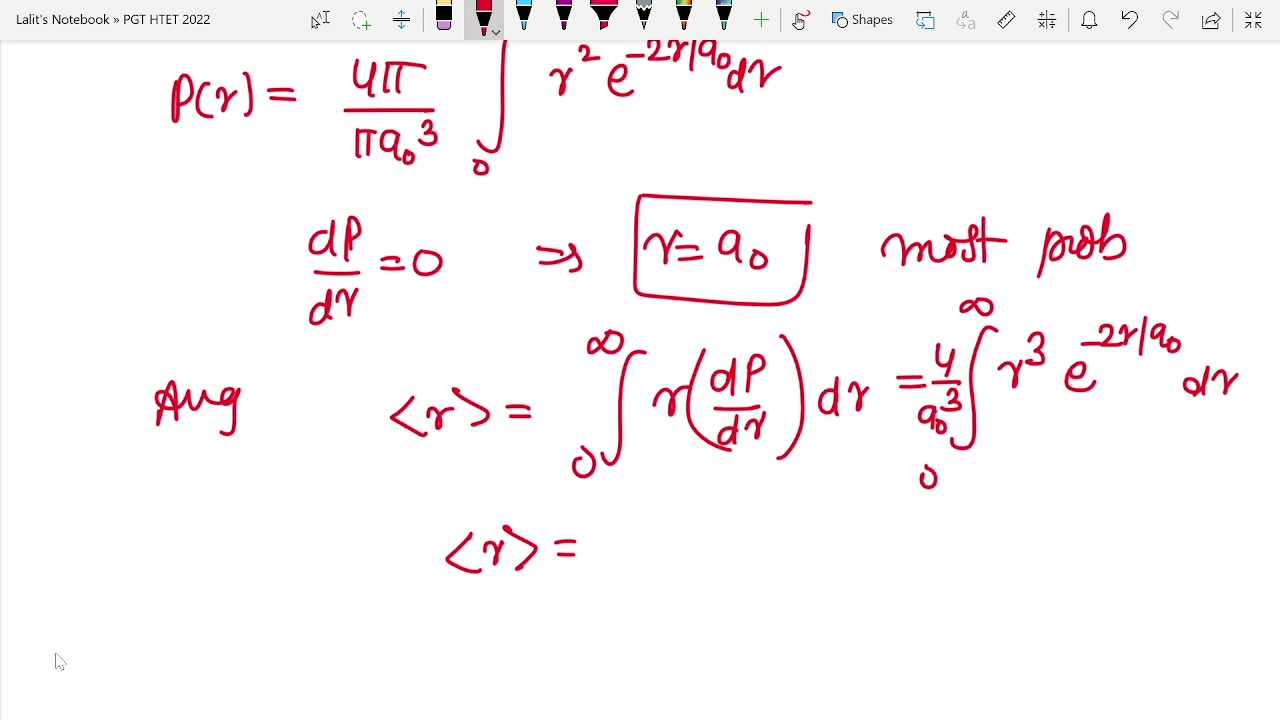 Lalit's Notebook » PGT HTET 2022
Shapes
P(r) = 4π / πa₀³ ∫₀ r² e^(-2r/a₀) dr
dP/dr = 0 ⇒ r = a₀ most prob
Avg <r> = ∫₀^∞ r(dP/dr) dr = 4/a₀³ ∫₀^∞ r³ e^(-2r/a₀) dr
<r> =